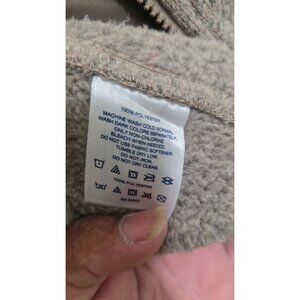 100% POLYESTER
MACHINE WASH COLD NORMAL.
WASH DARK COLORS SEPARATELY.
ONLY NON-CHLORINE
BLEACH WHEN NEEDED.
DO NOT USE FABRIC SOFTENER.
TUMBLE DRY LOW.
DO NOT IRON.
DO NOT DRY CLEAN.
100% POLYESTER